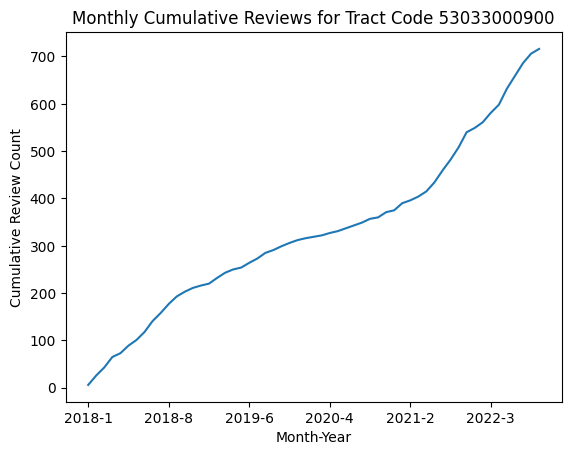 Monthly Cumulative Reviews for Tract Code 53033000900
Cumulative Review Count
700
600
500
400
300
200
100
0
2018-1 2018-8 2019-6 2020-4 2021-2 2022-3
Month-Year